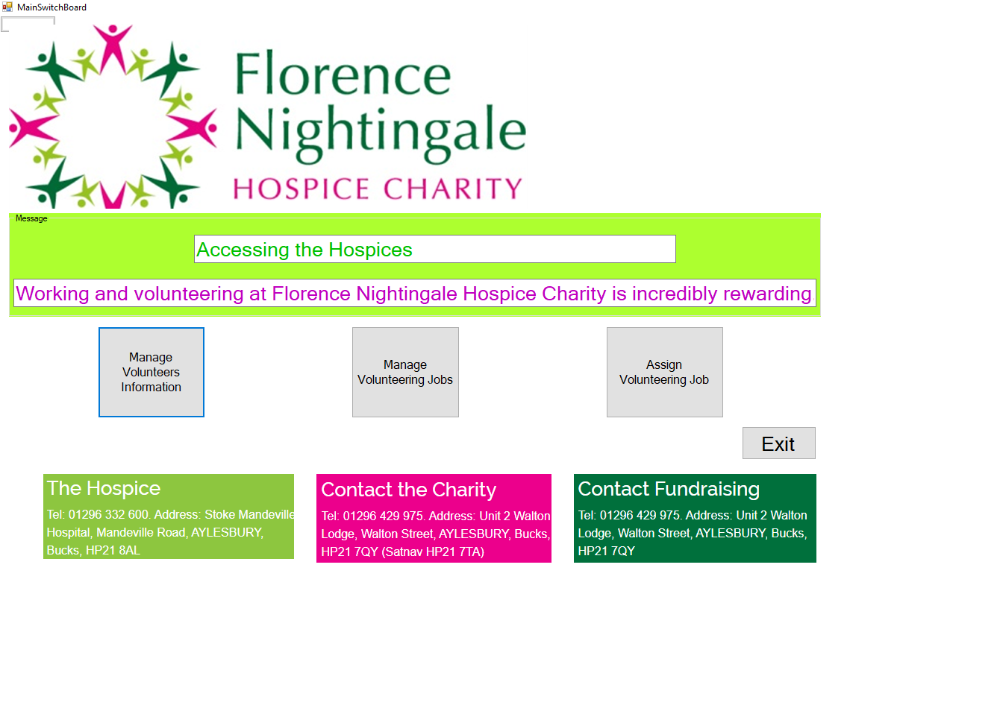 MainSwitchBoard
Florence
Nightingale
HOSPICE CHARITY
Message
Accessing the Hospices
Working and volunteering at Florence Nightingale Hospice Charity is incredibly rewarding
Manage
Volunteers
Information
Manage
Volunteering Jobs
Assign
Volunteering Job
Exit
The Hospice
Tel: 01296 332 600. Address: Stoke Mandeville
Hospital, Mandeville Road, AYLESBURY,
Bucks, HP21 8AL
Contact the Charity
Tel: 01296 429 975. Address: Unit 2 Walton
Lodge, Walton Street, AYLESBURY, Bucks,
HP21 7QY (Satnav HP21 7TA)
Contact Fundraising
Tel: 01296 429 975. Address: Unit 2 Walton
Lodge, Walton Street, AYLESBURY, Bucks,
HP21 7QY